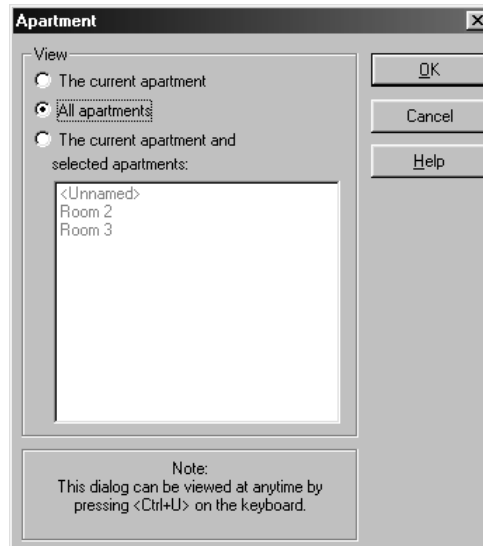 Apartment
View
The current apartment
All apartments
The current apartment and
selected apartments:
<Unnamed>
Room 2
Room 3
OK
Cancel
Help
Note:
This dialog can be viewed at anytime by
pressing <Ctrl+U> on the keyboard.